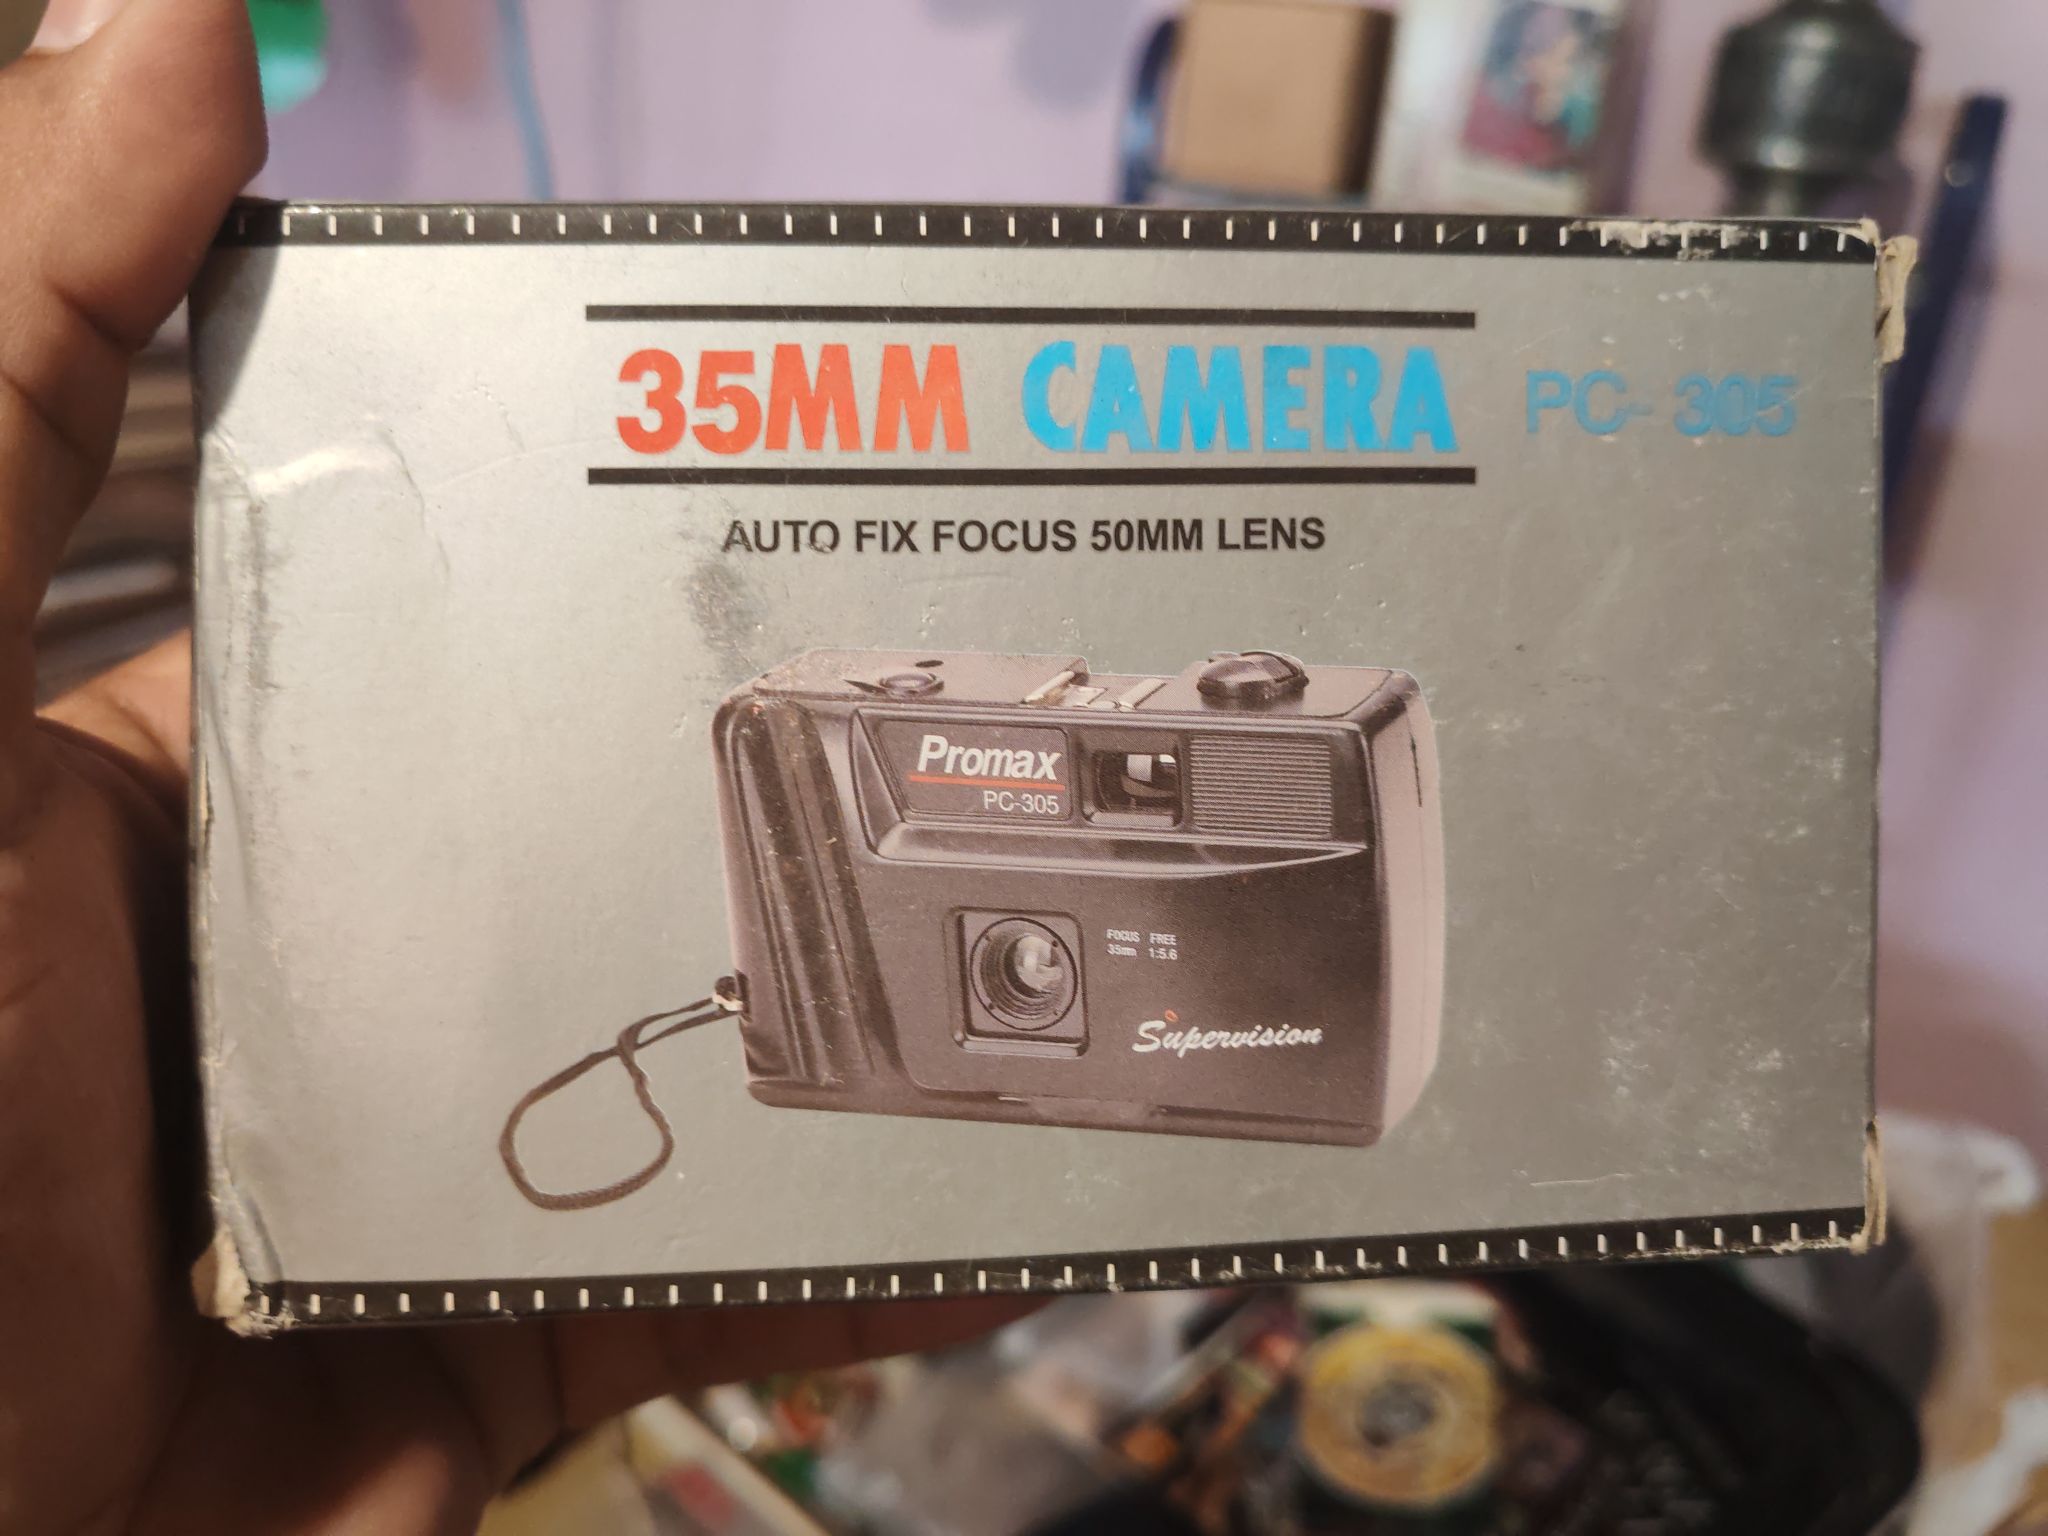 35MM CAMERA PC-305
AUTO FIX FOCUS 50MM LENS
Promax
PC-305
FOCUS FREE
35mm 1:5.6
Supervision